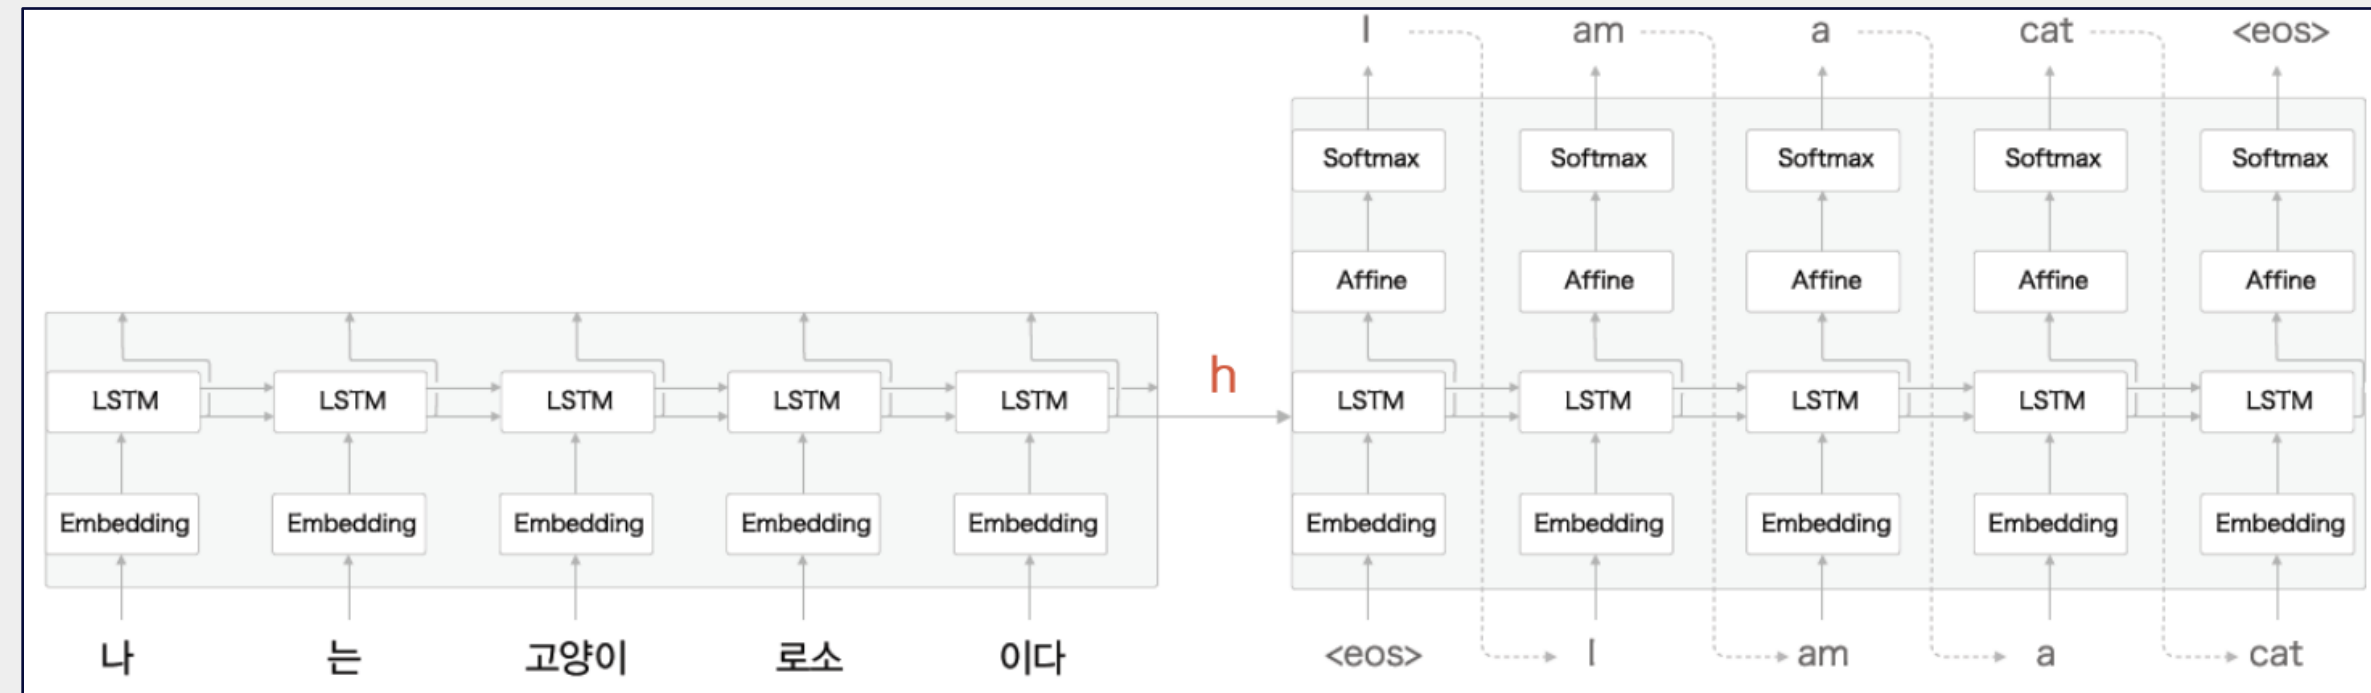 I am a cat <eos>
Softmax Softmax Softmax Softmax Softmax
Affine Affine Affine Affine Affine
h
LSTM LSTM LSTM LSTM LSTM LSTM LSTM LSTM LSTM LSTM
Embedding Embedding Embedding Embedding Embedding Embedding Embedding Embedding Embedding Embedding
나 는 고양이 로소 이다 <eos> I am a cat